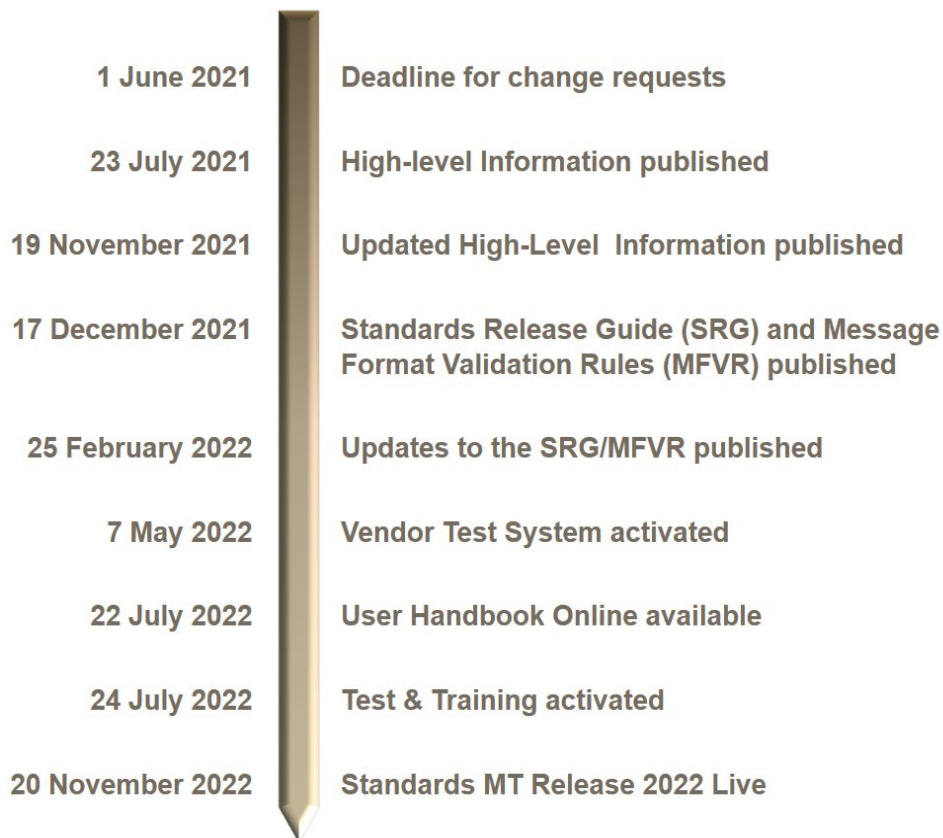 1 June 2021 Deadline for change requests
23 July 2021 High-level Information published
19 November 2021 Updated High-Level Information published
17 December 2021 Standards Release Guide (SRG) and Message
Format Validation Rules (MFVR) published
25 February 2022 Updates to the SRG/MFVR published
7 May 2022 Vendor Test System activated
22 July 2022 User Handbook Online available
24 July 2022 Test & Training activated
20 November 2022 Standards MT Release 2022 Live